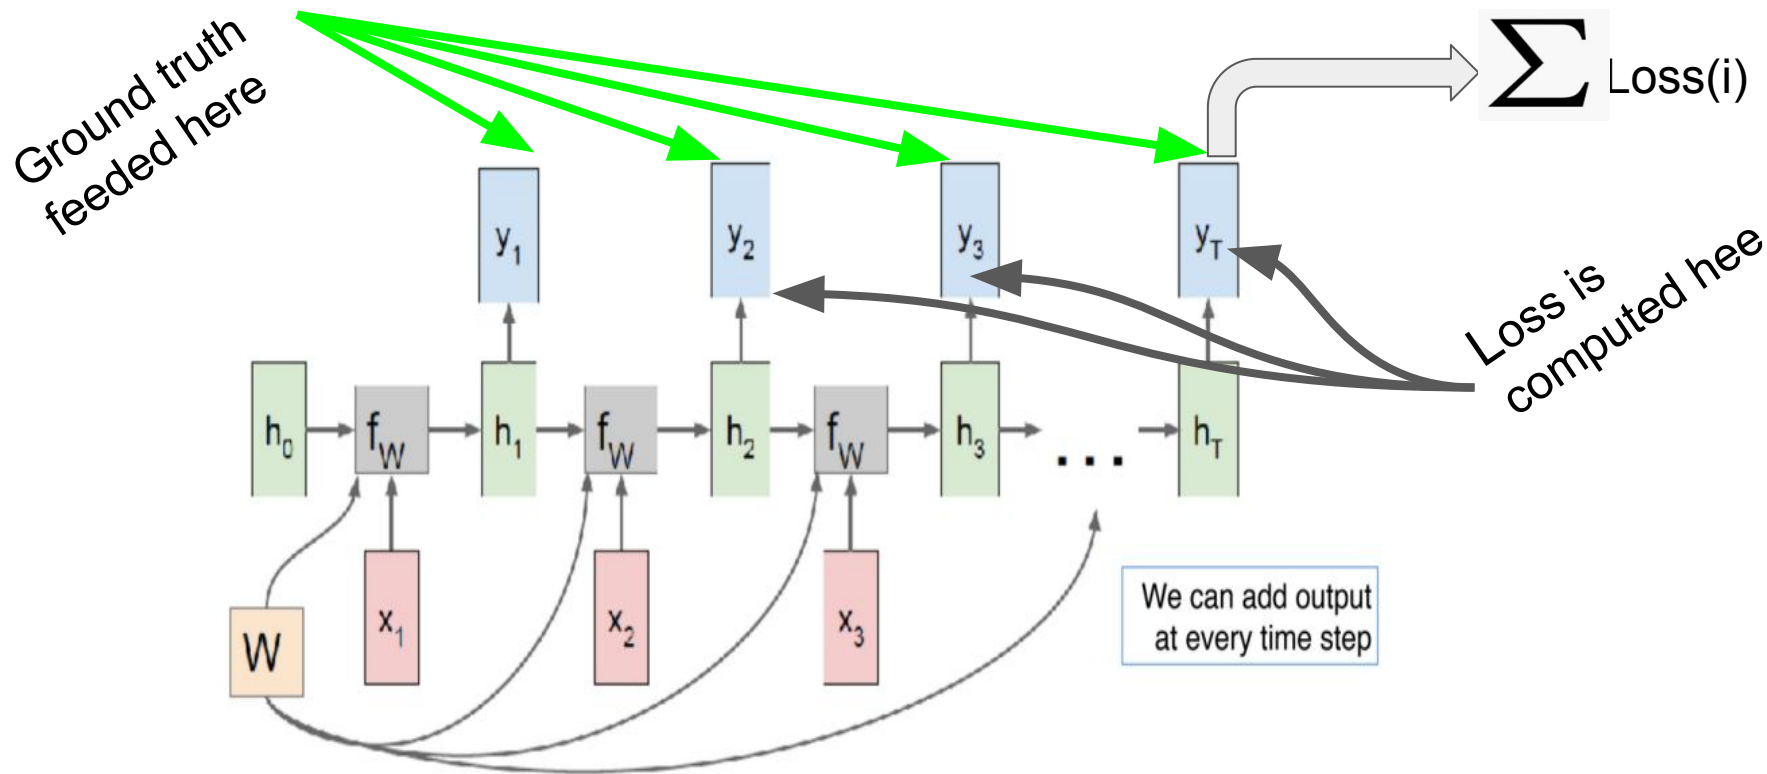 Ground truth
feeded here
Σ Loss(i)
y1
y2
y3
yT
Loss is
computed hee
h0
fW
h1
fW
h2
fW
h3
...
hT
W
x1
x2
x3
We can add output
at every time step